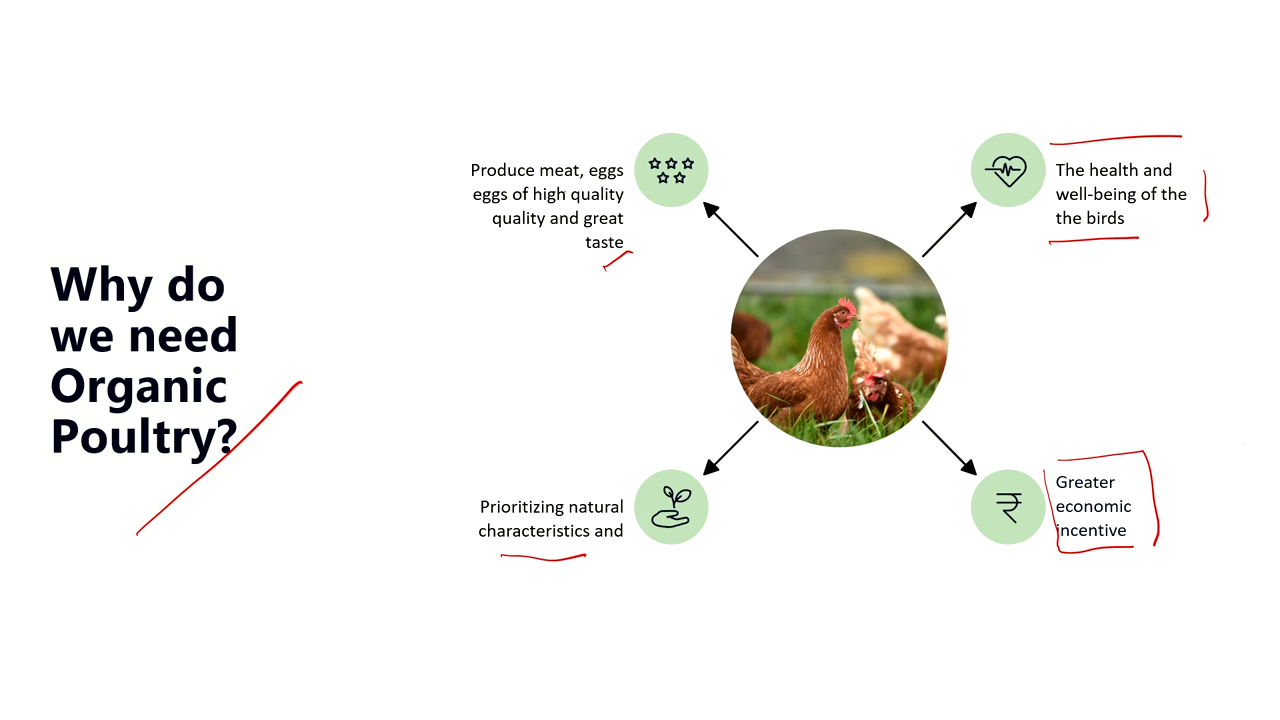 Why do
we need
Organic
Poultry?
Produce meat, eggs
eggs of high quality
quality and great
taste
The health and
well-being of the
the birds
Prioritizing natural
characteristics and
Greater
economic
incentive